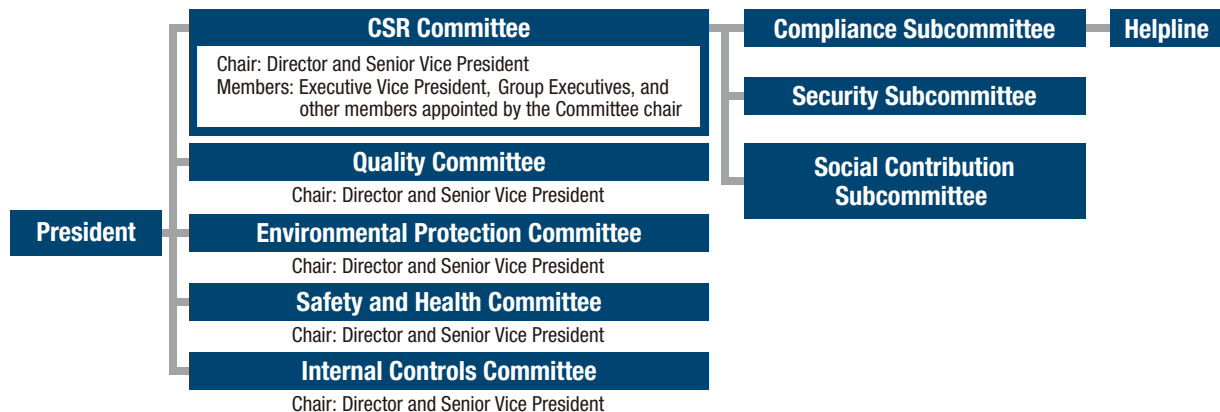 President
CSR Committee
Chair: Director and Senior Vice President
Members: Executive Vice President, Group Executives, and
other members appointed by the Committee chair
Quality Committee
Chair: Director and Senior Vice President
Environmental Protection Committee
Chair: Director and Senior Vice President
Safety and Health Committee
Chair: Director and Senior Vice President
Internal Controls Committee
Chair: Director and Senior Vice President
Compliance Subcommittee
Helpline
Security Subcommittee
Social Contribution
Subcommittee